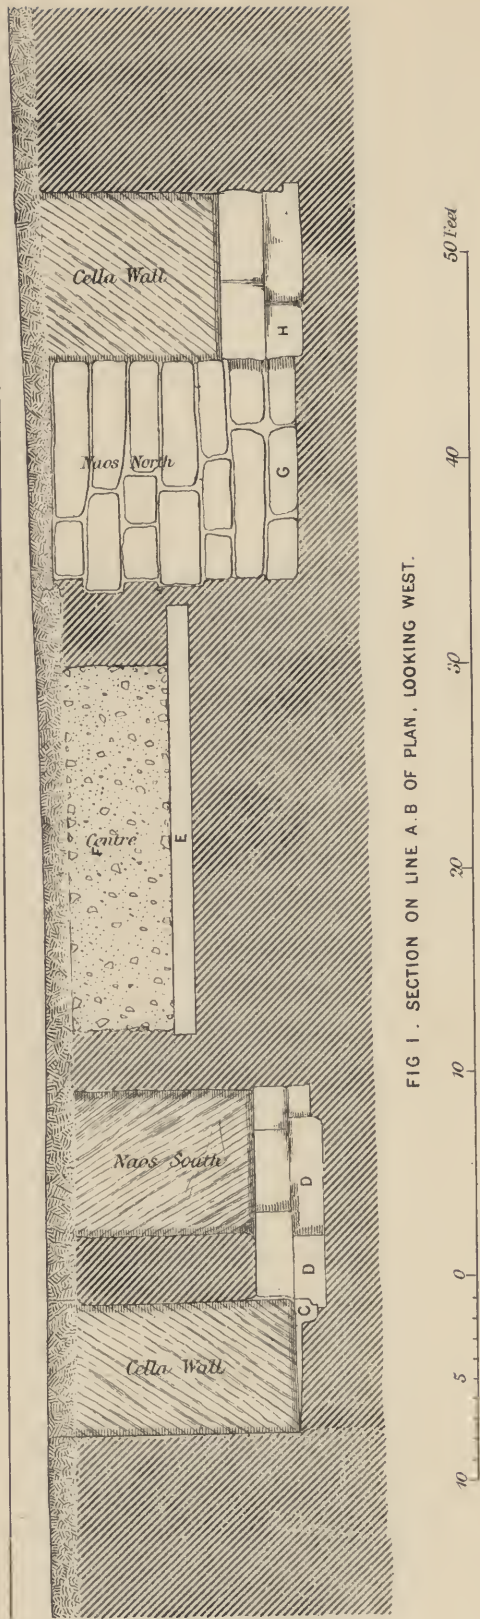 Cella Wall
Naos South
Centre
F
Naos North
Cella Wall
C
D
D
E
G
H
FIG 1. SECTION ON LINE A.B OF PLAN, LOOKING WEST.
10 5 0 10 20 30 40 50 Feet